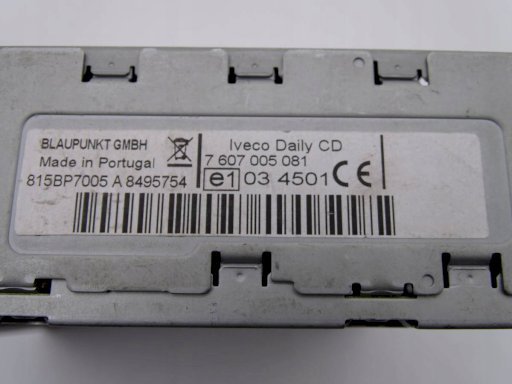 BLAUPUNKT GMBH
Made in Portugal
815BP7005 A 8495754
Iveco Daily CD
7 607 005 081
e1 03 4501 CE